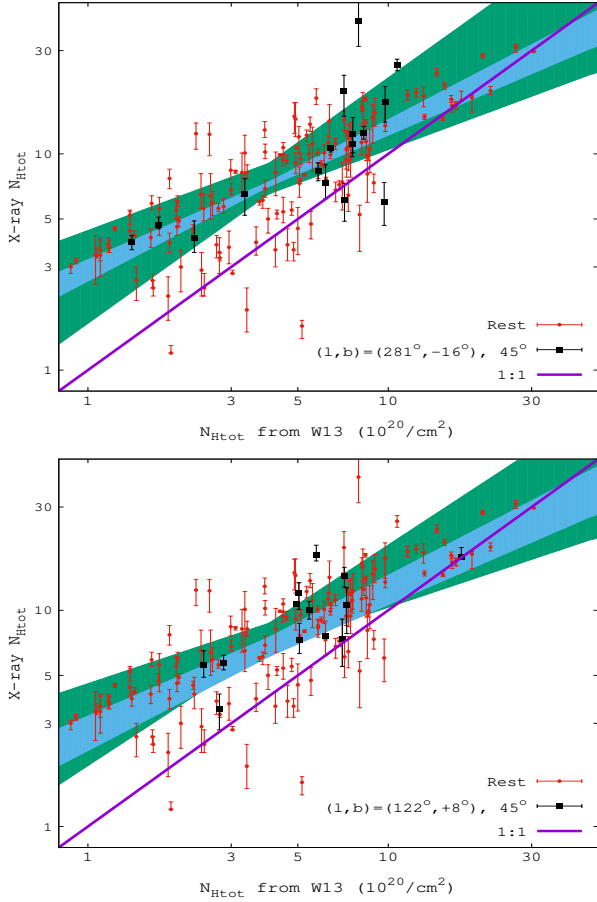 30
10
5
3
1
X-ray N_Htot
Rest
(l,b)=(281°,−16°), 45°
1:1
1 3 5 10 30
N_Htot from W13 (10^20/cm^2)
30
10
5
3
1
X-ray N_Htot
Rest
(l,b)=(122°,+8°), 45°
1:1
1 3 5 10 30
N_Htot from W13 (10^20/cm^2)